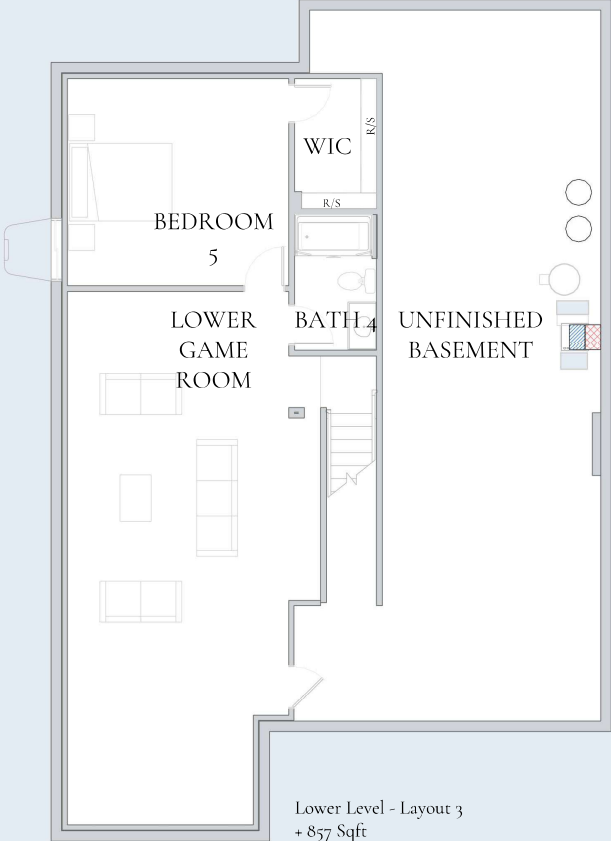 R/S
WIC
R/S
BEDROOM
5
LOWER
GAME
ROOM
BATH 4
UNFINISHED
BASEMENT
Lower Level - Layout 3
+ 857 Sqft